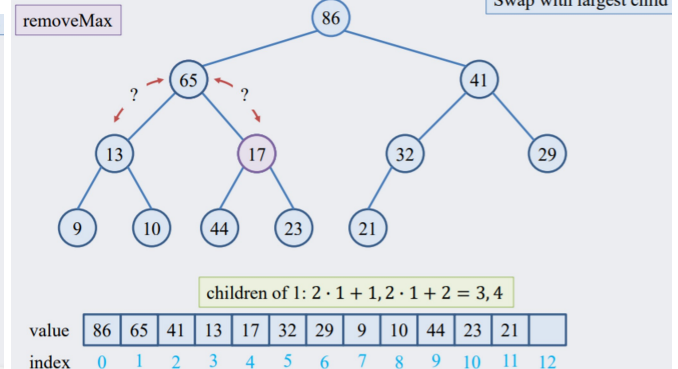 removeMax
Swap with largest child
86
65
41
?
?
13
17
32
29
9
10
44
23
21
children of 1: 2 · 1 + 1, 2 · 1 + 2 = 3, 4
value 86 65 41 13 17 32 29 9 10 44 23 21
index 0 1 2 3 4 5 6 7 8 9 10 11 12